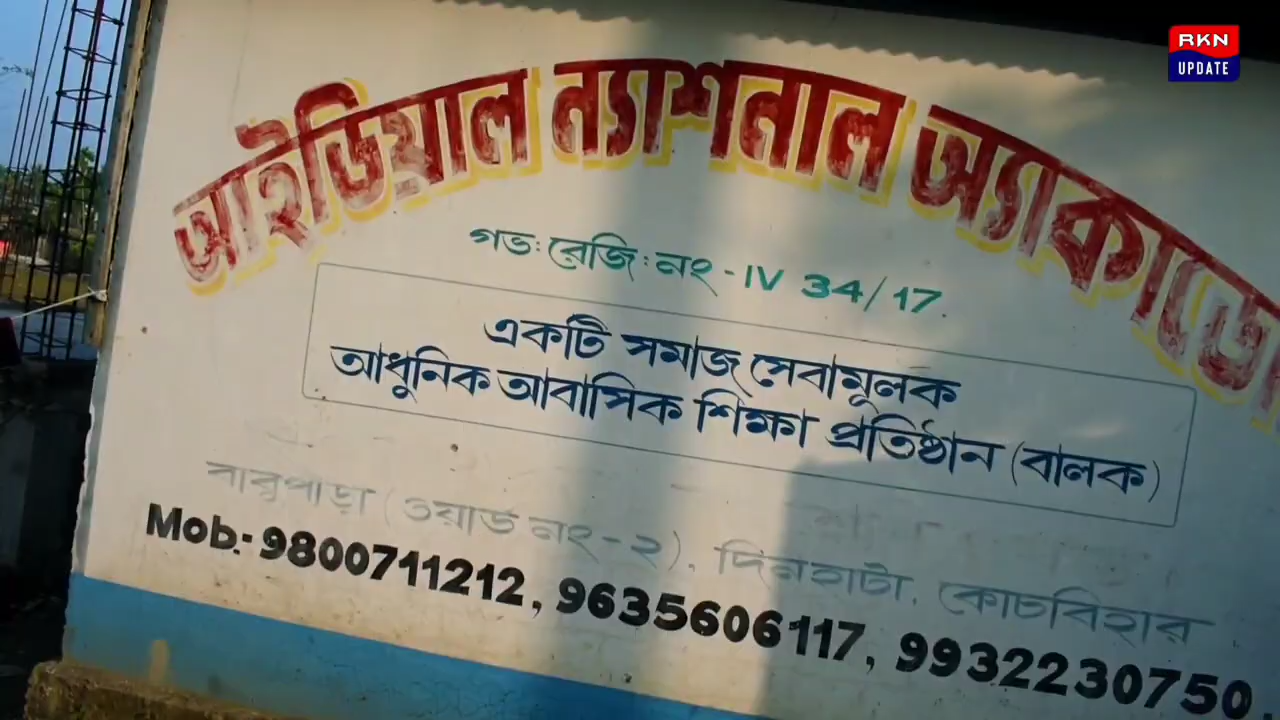 RKN
UPDATE
আইডিয়াল ন্যাশনাল অ্যাকাডে
গভঃ রেজিঃ নং - IV 34/17.
একটি সমাজ সেবামূলক
আধুনিক আবাসিক শিক্ষা প্রতিষ্ঠান (বালক)
বাবুপাড়া (ওয়ার্ড নং - ২), দিনহাটা, কোচবিহার
Mob:- 9800711212, 9635606117, 9932230750.